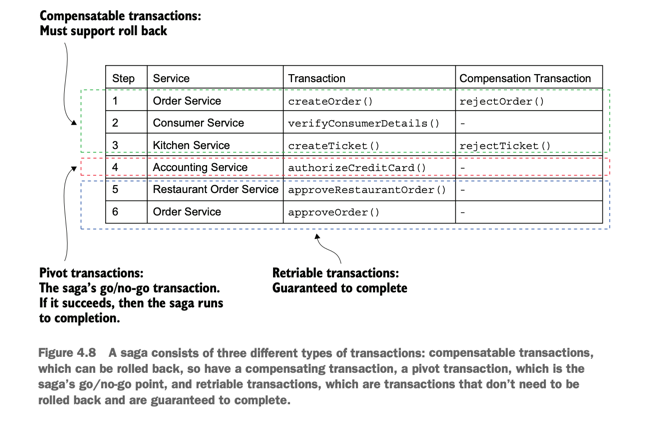 Compensatable transactions:
Must support roll back
Step Service Transaction Compensation Transaction
1 Order Service createOrder() rejectOrder()
2 Consumer Service verifyConsumerDetails() -
3 Kitchen Service createTicket() rejectTicket()
4 Accounting Service authorizeCreditCard() -
5 Restaurant Order Service approveRestaurantOrder() -
6 Order Service approveOrder() -
Pivot transactions:
The saga's go/no-go transaction.
If it succeeds, then the saga runs
to completion.
Retriable transactions:
Guaranteed to complete
Figure 4.8 A saga consists of three different types of transactions: compensatable transactions,
which can be rolled back, so have a compensating transaction, a pivot transaction, which is the
saga's go/no-go point, and retriable transactions, which are transactions that don't need to be
rolled back and are guaranteed to complete.